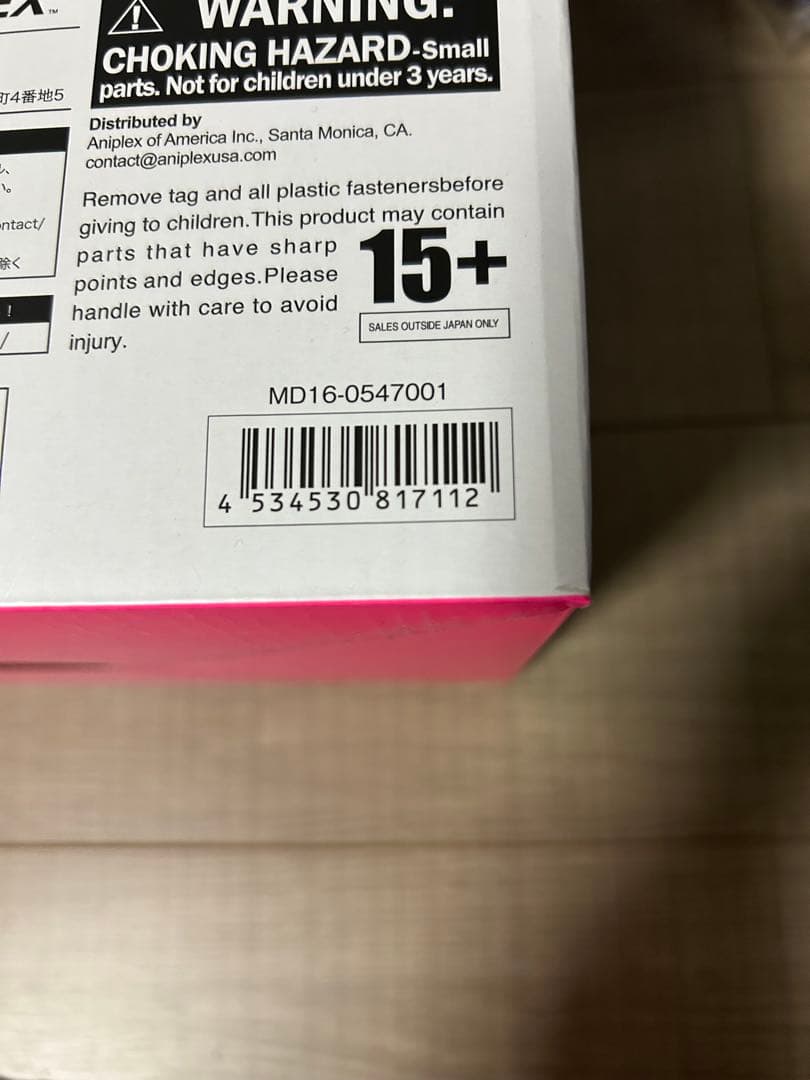 WARNING:
CHOKING HAZARD-Small
parts. Not for children under 3 years.
町4番地5
Distributed by
Aniplex of America Inc., Santa Monica, CA.
contact@aniplexusa.com
Remove tag and all plastic fastenersbefore
giving to children.This product may contain
parts that have sharp
points and edges.Please
handle with care to avoid
injury.
15+
SALES OUTSIDE JAPAN ONLY
ontact/
除く
!
/
MD16-0547001
4 534530 817112